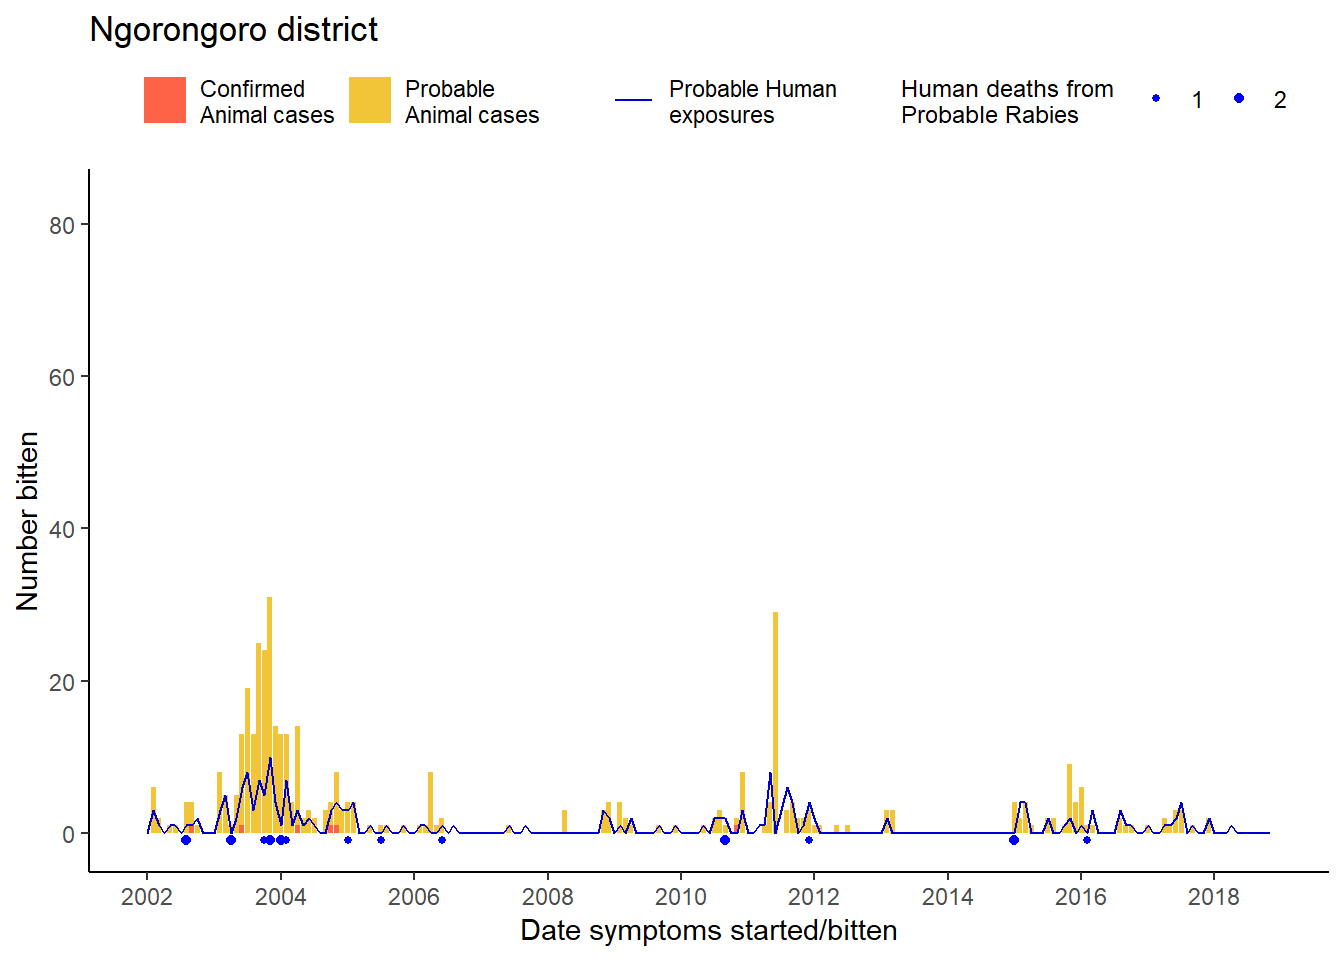 Ngorongoro district
Confirmed
Animal cases
Probable
Animal cases
Probable Human
exposures
Human deaths from
Probable Rabies
1
2
80
60
40
20
0
Number bitten
2002 2004 2006 2008 2010 2012 2014 2016 2018
Date symptoms started/bitten